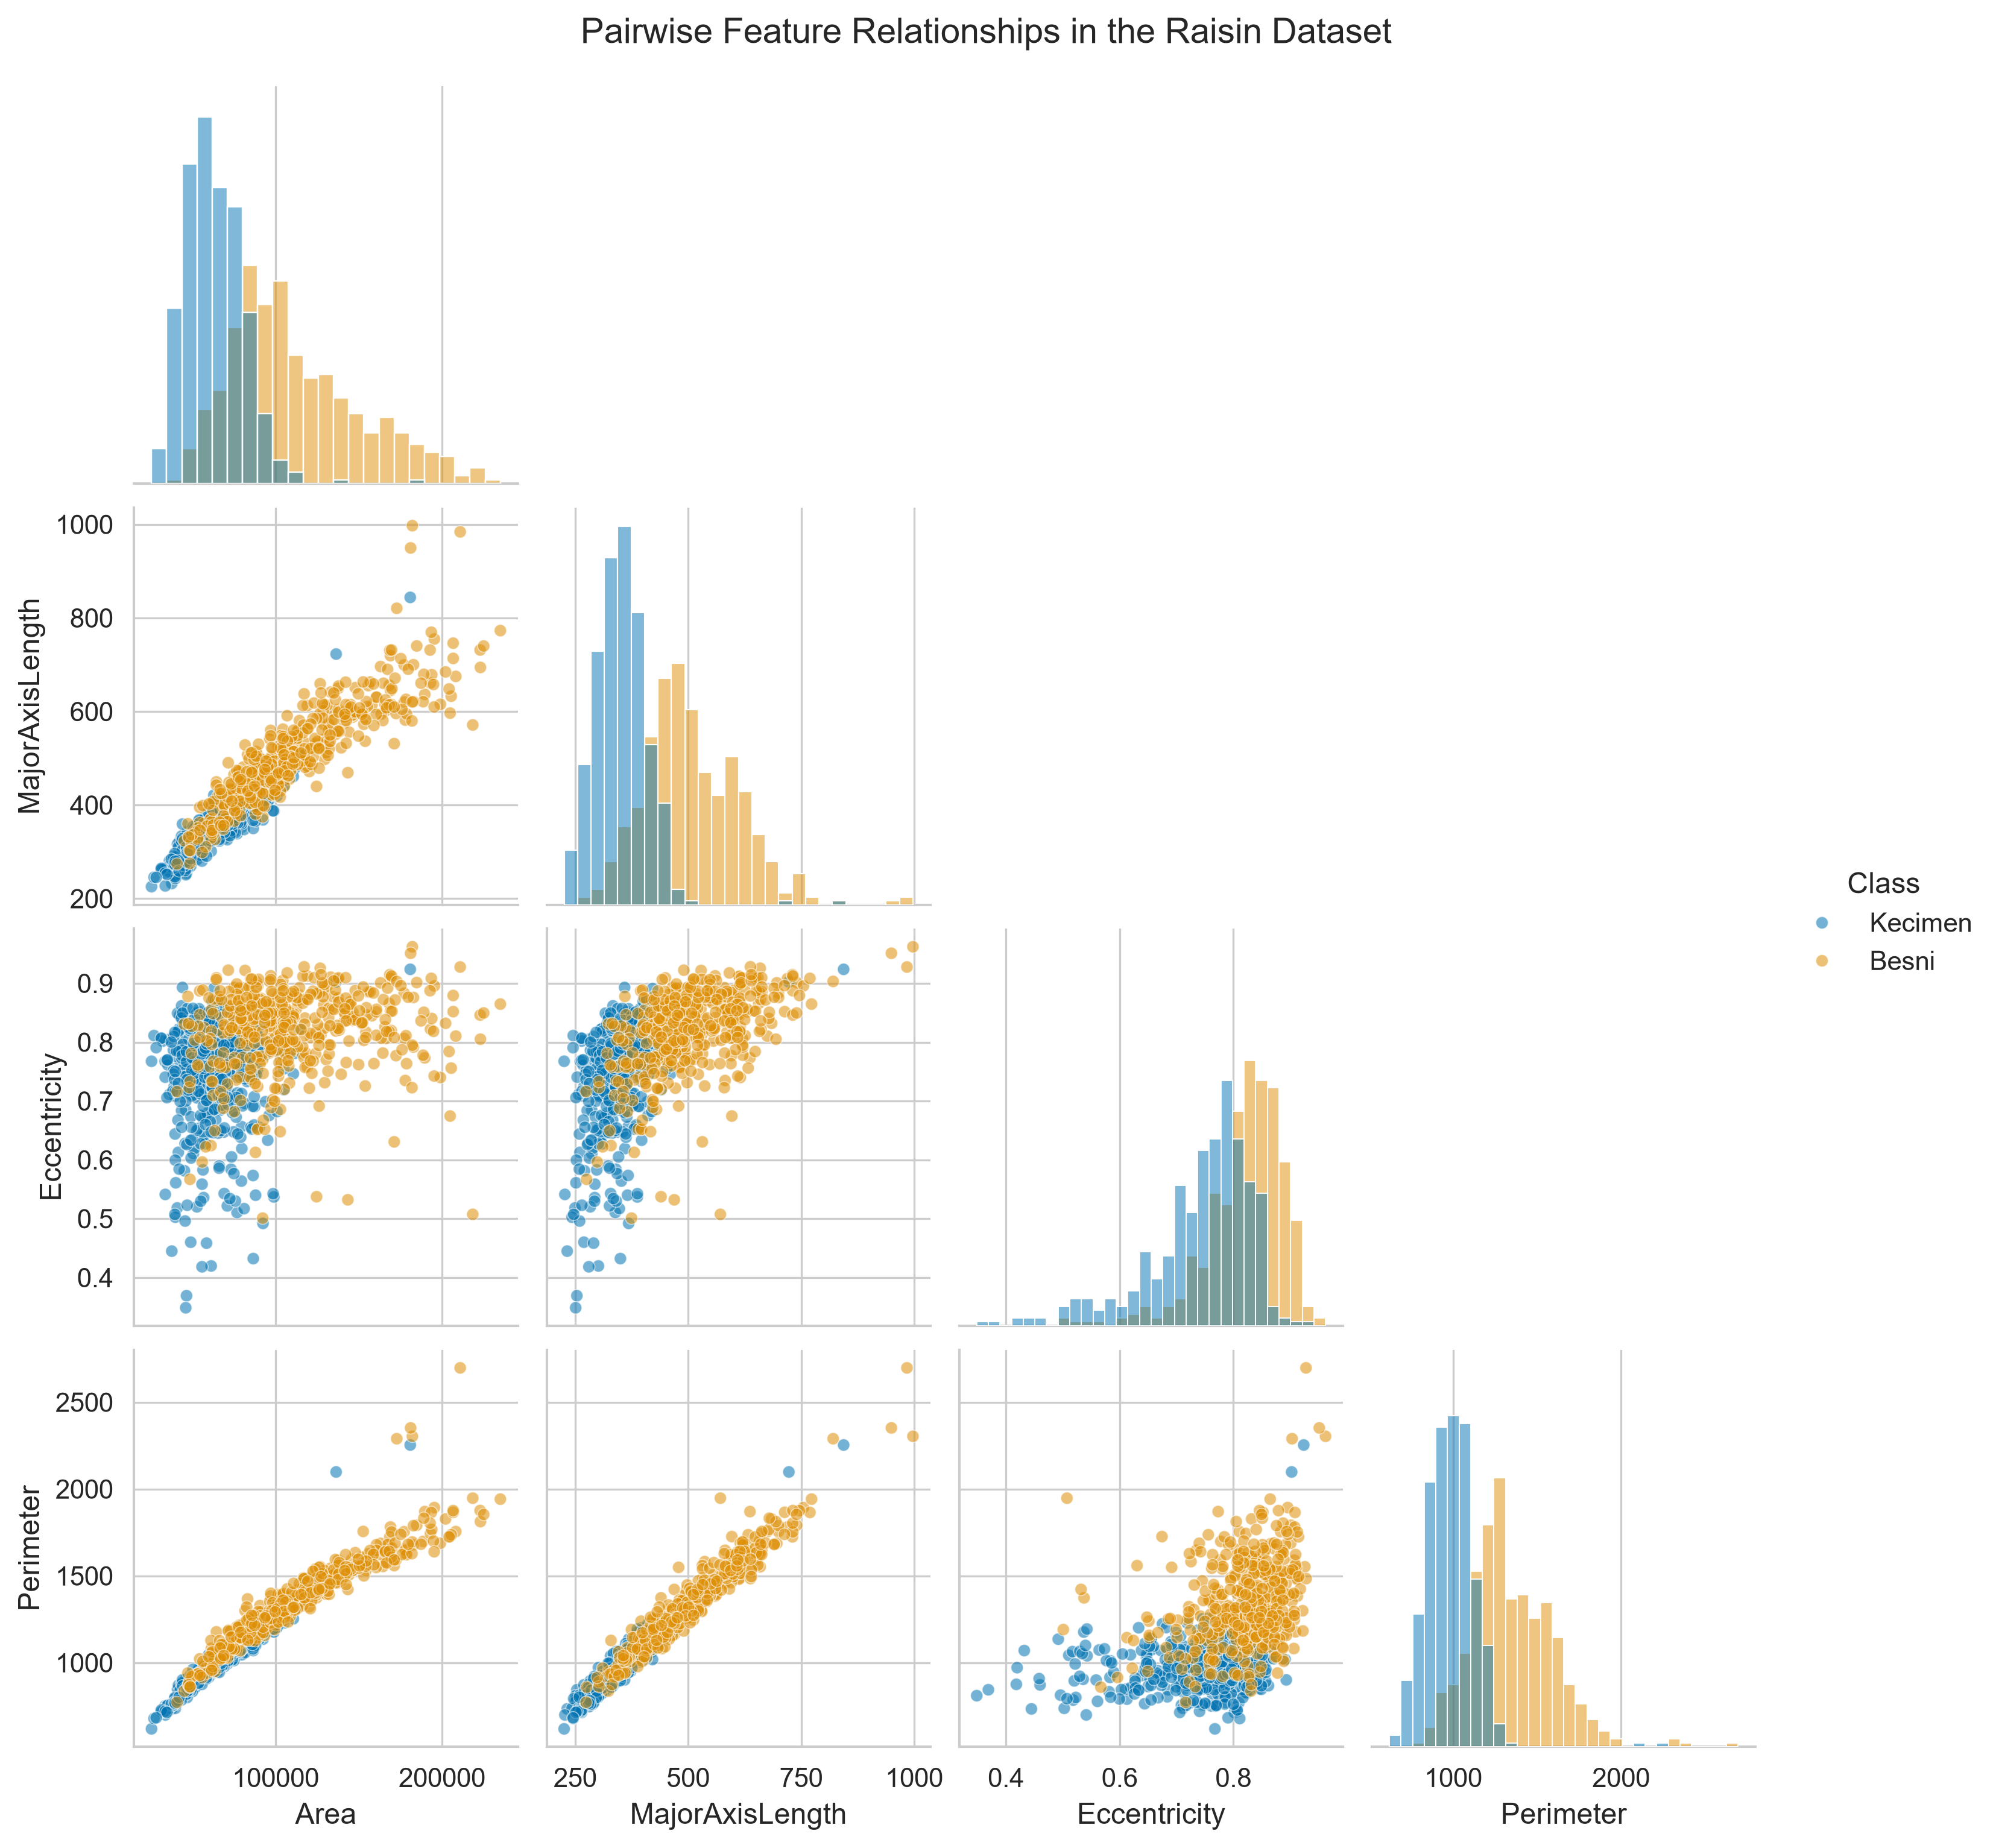 Pairwise Feature Relationships in the Raisin Dataset
1000
800
600
400
200
MajorAxisLength
0.9
0.8
0.7
0.6
0.5
0.4
Eccentricity
2500
2000
1500
1000
Perimeter
100000 200000
Area
250 500 750 1000
MajorAxisLength
0.4 0.6 0.8
Eccentricity
1000 2000
Perimeter
Class
Kecimen
Besni